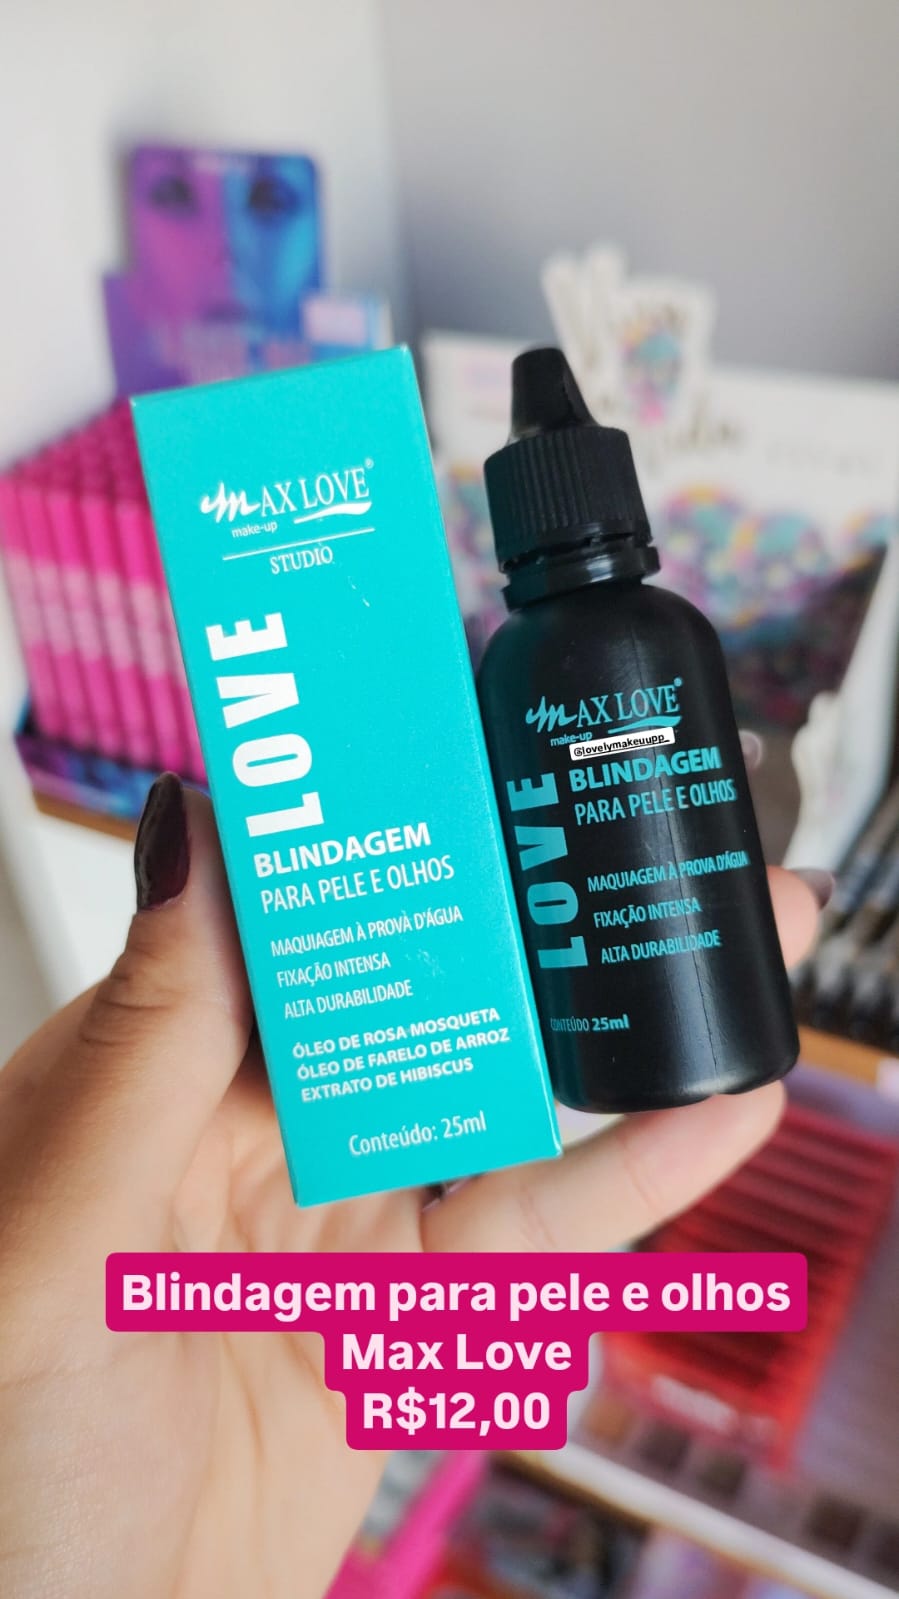 MAX LOVE®
make-up
STUDIO
LOVE
BLINDAGEM
PARA PELE E OLHOS
MAQUIAGEM À PROVA D'ÁGUA
FIXAÇÃO INTENSA
ALTA DURABILIDADE
ÓLEO DE ROSA MOSQUETA
ÓLEO DE FARELO DE ARROZ
EXTRATO DE HIBISCUS
Conteúdo: 25ml
MAX LOVE®
make-up
@lovelymakeuupp_
LOVE
BLINDAGEM
PARA PELE E OLHOS
MAQUIAGEM À PROVA D'ÁGUA
FIXAÇÃO INTENSA
ALTA DURABILIDADE
CONTEÚDO 25ml
Blindagem para pele e olhos
Max Love
R$12,00